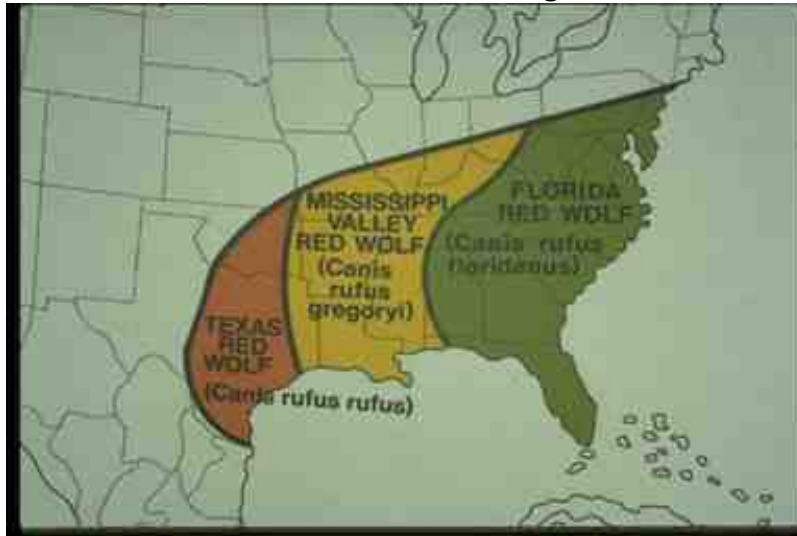 MISSISSIPPI
VALLEY
RED WOLF
(Canis
rufus
gregoryi)
FLORIDA
RED WOLF
(Canis rufus
floridanus)
TEXAS
RED
WOLF
(Canis rufus rufus)